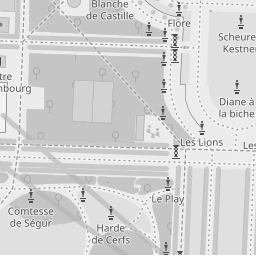 Blanche
de Castille
Flore
Scheure
Kestner
tre
mbourg
Diane à
la biche
Les Lions
Les
Le Play
Comtesse
de Ségur
Harde
de Cerfs